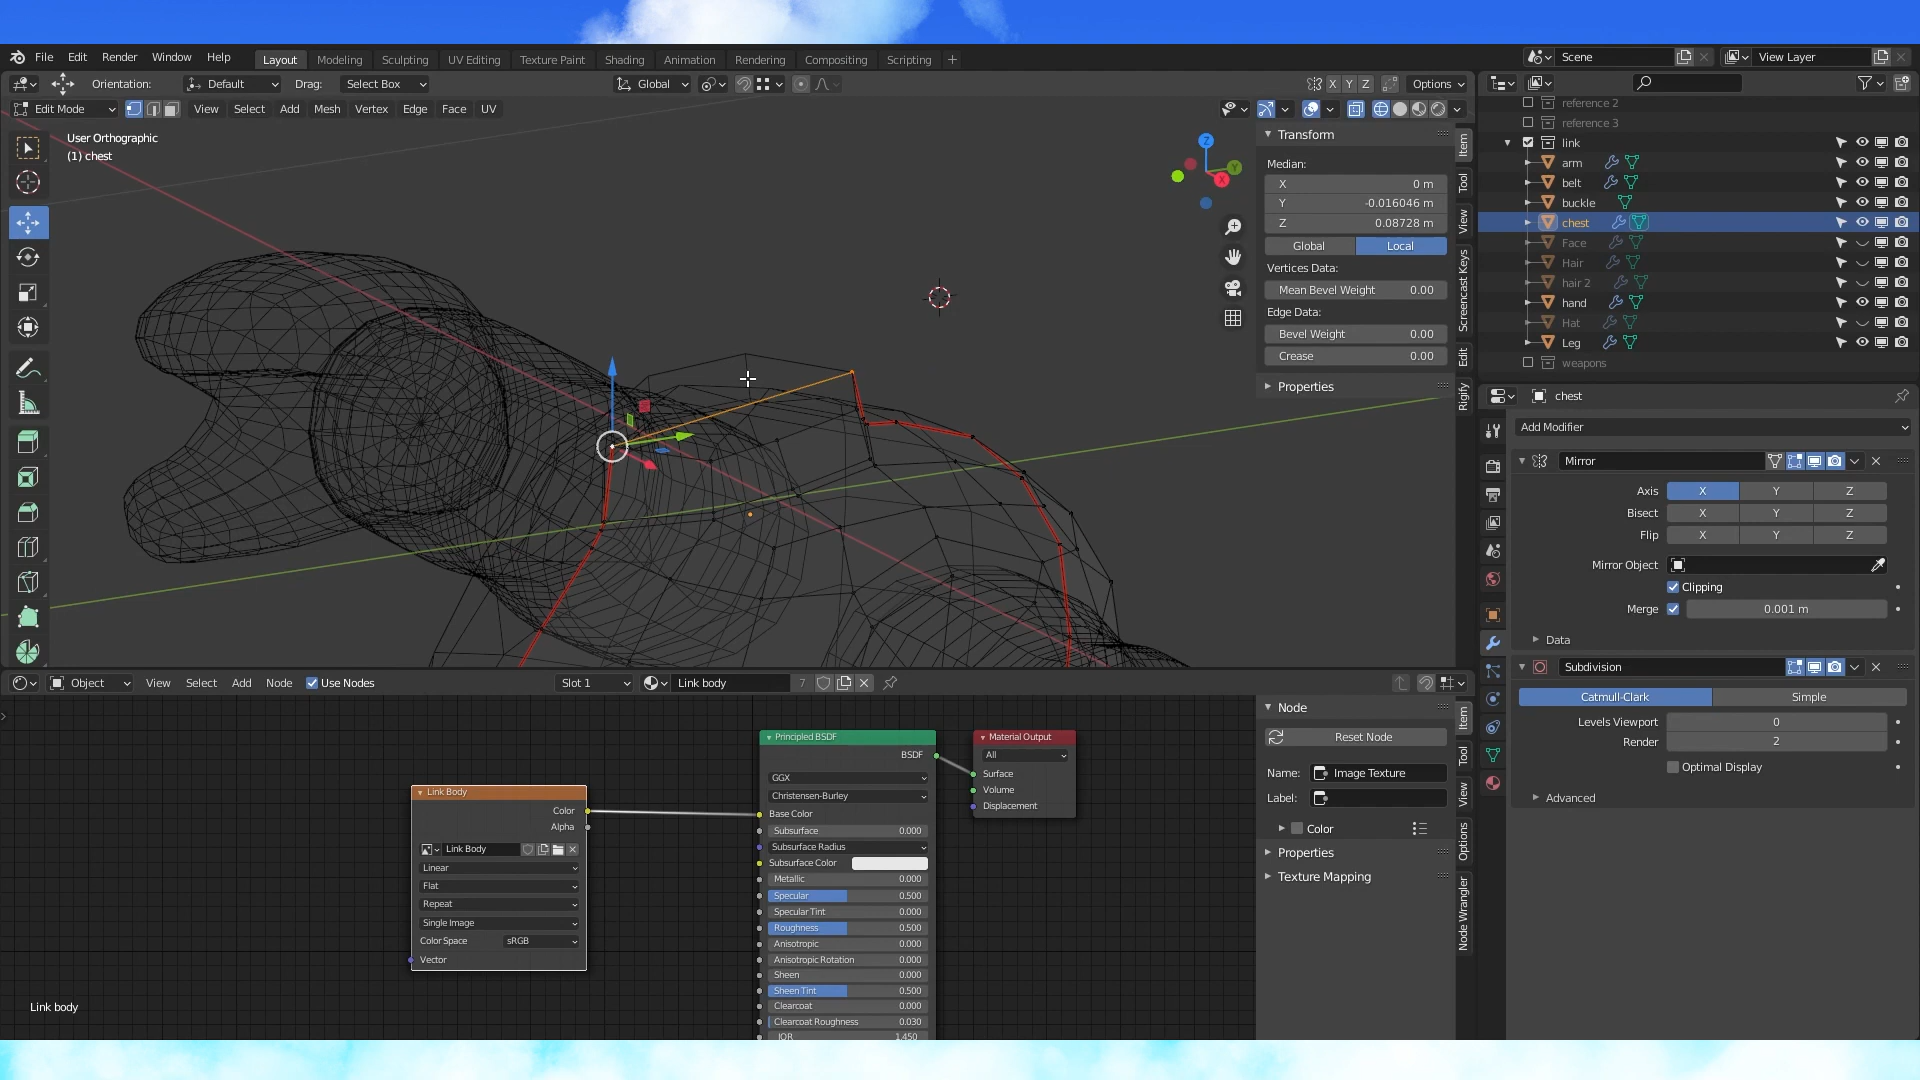 File Edit Render Window Help Layout Modeling Sculpting UV Editing Texture Paint Shading Animation Rendering Compositing Scripting + Scene View Layer
Orientation: Default Drag: Select Box Global X Y Z Options
Edit Mode View Select Add Mesh Vertex Edge Face UV
User Orthographic
(1) chest
Z
Y
X
Transform
Median:
X 0 m
Y -0.016046 m
Z 0.08728 m
Global Local
Vertices Data:
Mean Bevel Weight 0.00
Edge Data:
Bevel Weight 0.00
Crease 0.00
Properties
Item
Tool
View
Screencast Keys
Edit
Rigify
reference 2
reference 3
link
arm
belt
buckle
chest
Face
Hair
hair 2
hand
Hat
Leg
weapons
chest
Add Modifier
Mirror
Axis X Y Z
Bisect X Y Z
Flip X Y Z
Mirror Object
Clipping
Merge 0.001 m
Data
Subdivision
Catmull-Clark Simple
Levels Viewport 0
Render 2
Optimal Display
Advanced
Object View Select Add Node Use Nodes Slot 1 Link body 7
Link Body
Color
Alpha
Link Body
Linear
Flat
Repeat
Single Image
Color Space sRGB
Vector
Principled BSDF
BSDF
GGX
Christensen-Burley
Base Color
Subsurface 0.000
Subsurface Radius
Subsurface Color
Metallic 0.000
Specular 0.500
Specular Tint 0.000
Roughness 0.500
Anisotropic 0.000
Anisotropic Rotation 0.000
Sheen 0.000
Sheen Tint 0.500
Clearcoat 0.000
Clearcoat Roughness 0.030
IOR 1.450
Material Output
All
Surface
Volume
Displacement
Node
Reset Node
Name: Image Texture
Label:
Color
Properties
Texture Mapping
Item
Tool
View
Options
Node Wrangler
Link body